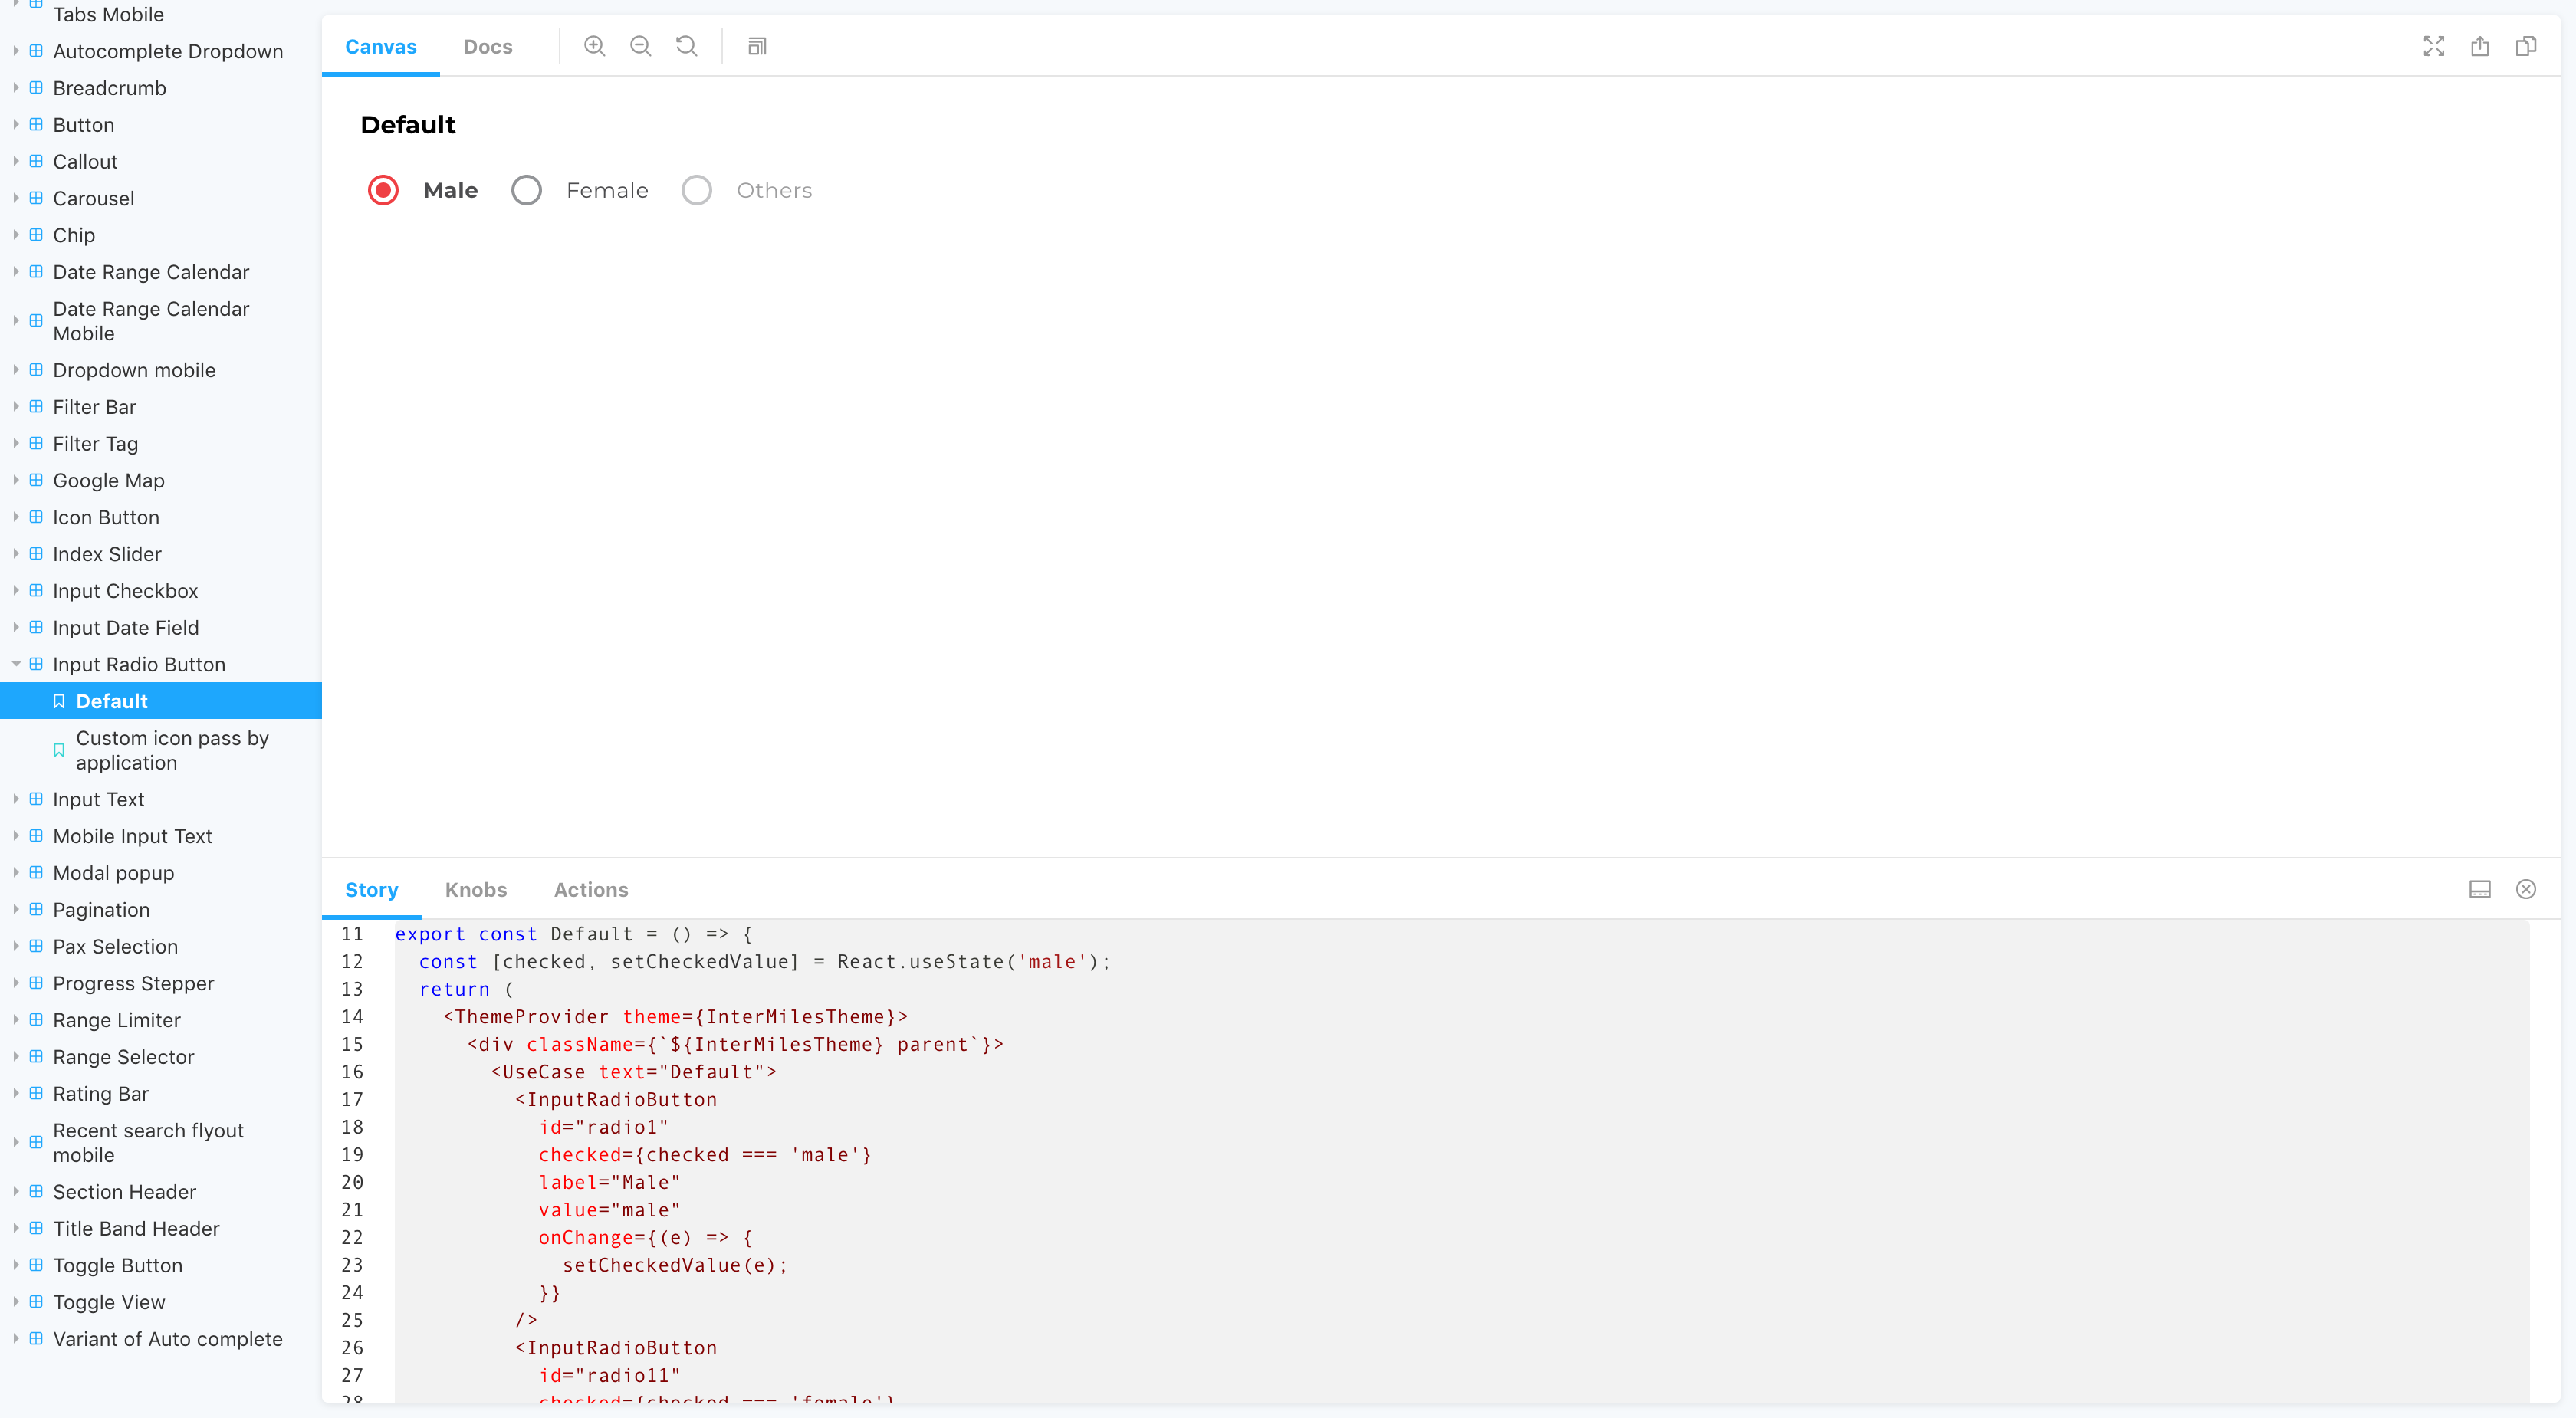 Tabs Mobile
Autocomplete Dropdown
Breadcrumb
Button
Callout
Carousel
Chip
Date Range Calendar
Date Range Calendar
Mobile
Dropdown mobile
Filter Bar
Filter Tag
Google Map
Icon Button
Index Slider
Input Checkbox
Input Date Field
Input Radio Button
Default
Custom icon pass by
application
Input Text
Mobile Input Text
Modal popup
Pagination
Pax Selection
Progress Stepper
Range Limiter
Range Selector
Rating Bar
Recent search flyout
mobile
Section Header
Title Band Header
Toggle Button
Toggle View
Variant of Auto complete
Canvas Docs
Default
Male Female Others
Story Knobs Actions
11 export const Default = () => {
12   const [checked, setCheckedValue] = React.useState('male');
13   return (
14     <ThemeProvider theme={InterMilesTheme}>
15       <div className={`${InterMilesTheme} parent`}>
16         <UseCase text="Default">
17           <InputRadioButton
18             id="radio1"
19             checked={checked === 'male'}
20             label="Male"
21             value="male"
22             onChange={(e) => {
23               setCheckedValue(e);
24             }}
25           />
26           <InputRadioButton
27             id="radio11"
28             checked={checked === 'female'}